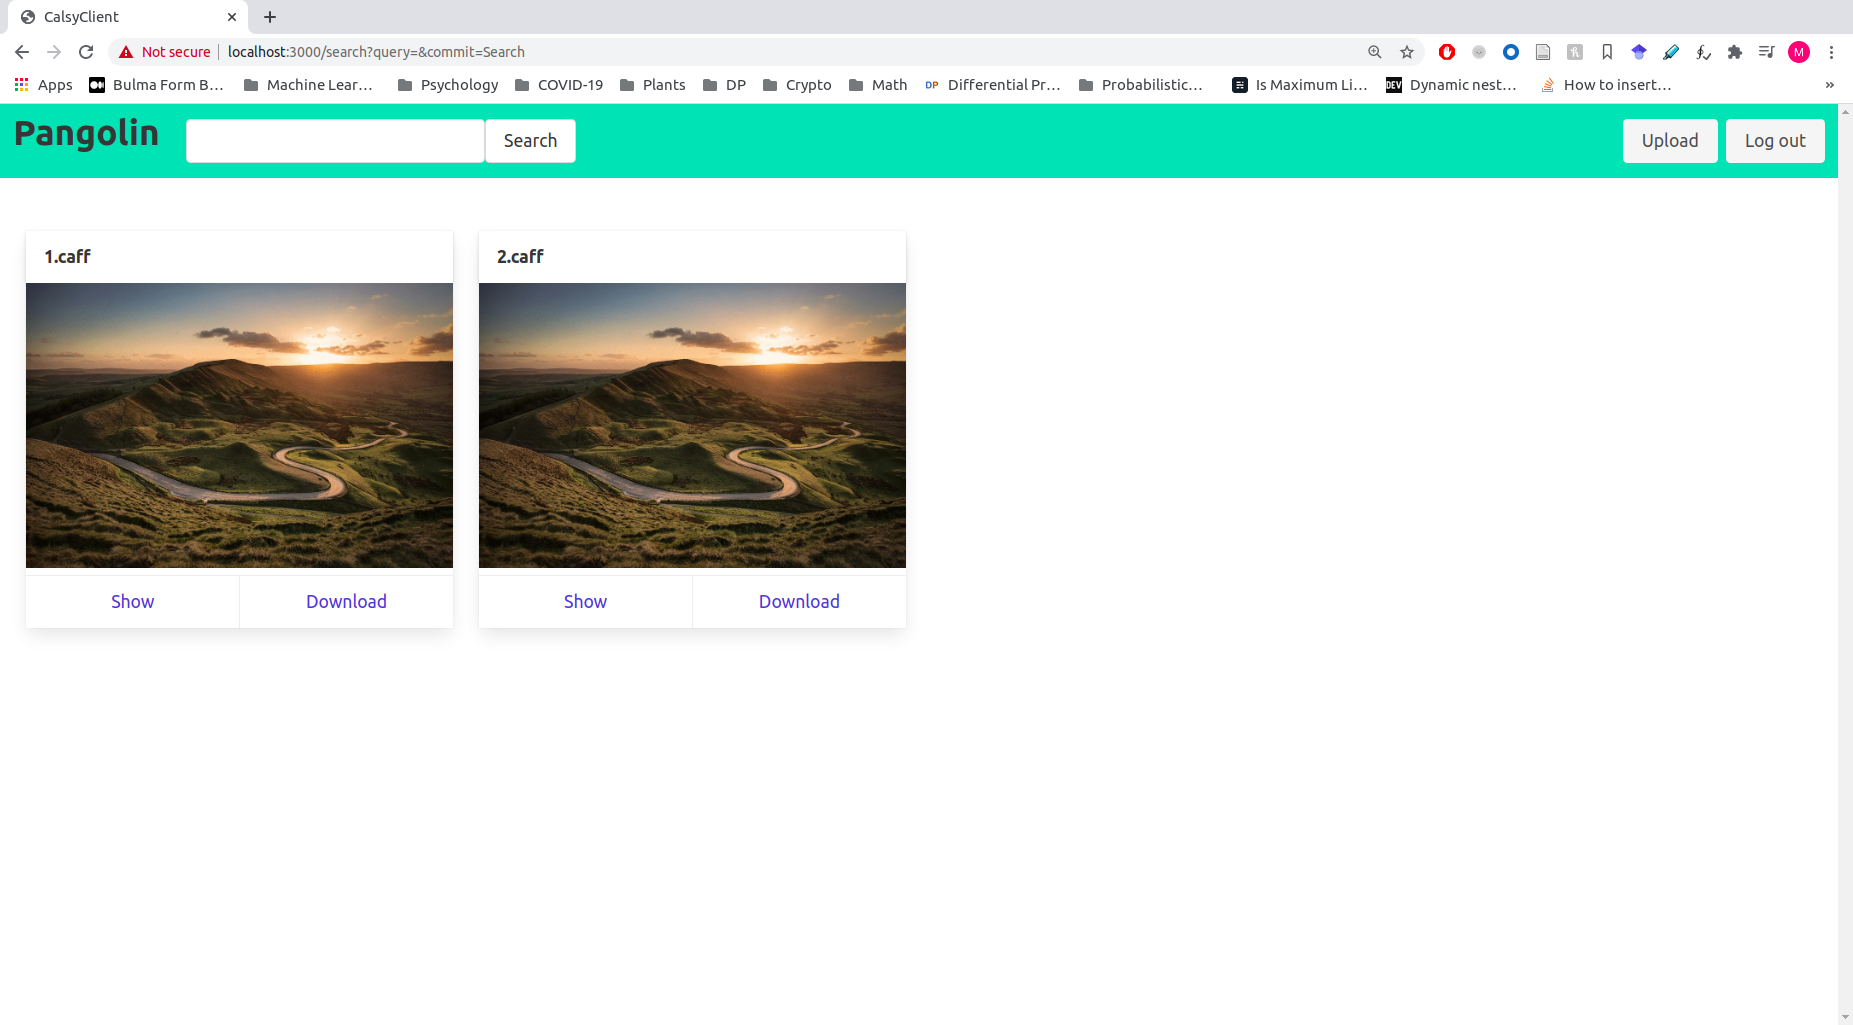 CalsyClient
Not secure localhost:3000/search?query=&commit=Search
M
Apps Bulma Form B... Machine Lear... Psychology COVID-19 Plants DP Crypto Math DP Differential Pr... Probabilistic... Is Maximum Li... DEV Dynamic nest... How to insert... »
Pangolin Search Upload Log out
1.caff 2.caff
Show Download Show Download